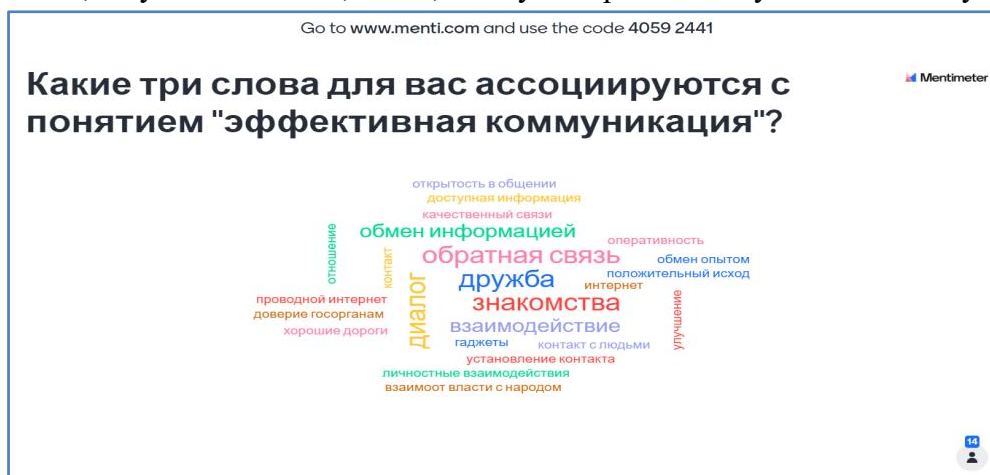 Go to www.menti.com and use the code 4059 2441
Какие три слова для вас ассоциируются с
понятием "эффективная коммуникация"?
Mentimeter
открытость в общении
доступная информация
качественный связи
обмен информацией
отношение
контакт
обратная связь
оперативность
обмен опытом
дружба
положительный исход
интернет
диалог
проводной интернет
знакомства
доверие госорганам
взаимодействие
улучшение
хорошие дороги
гаджеты
контакт с людьми
установление контакта
личностные взаимодействия
взаимоот власти с народом
14